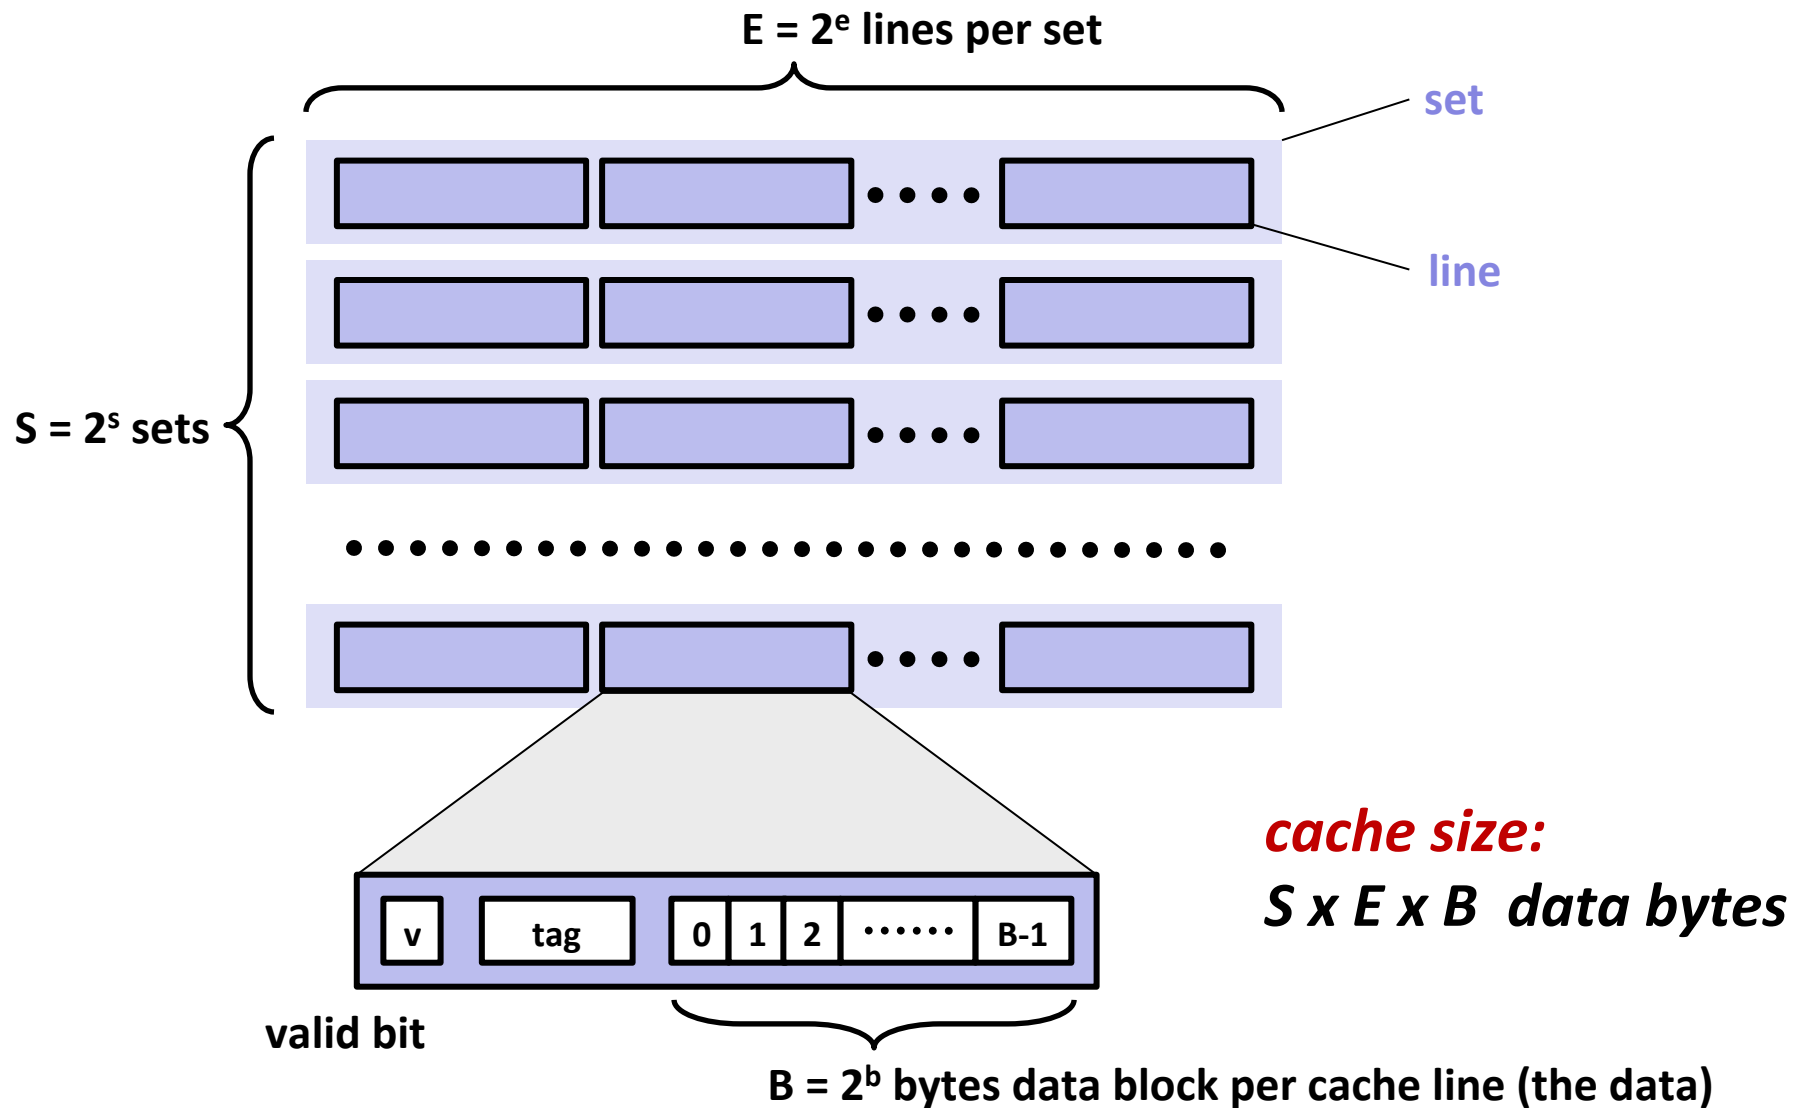 E = 2ᵉ lines per set
set
line
S = 2ˢ sets
cache size:
S x E x B data bytes
v
tag
0
1
2
B-1
valid bit
B = 2ᵇ bytes data block per cache line (the data)